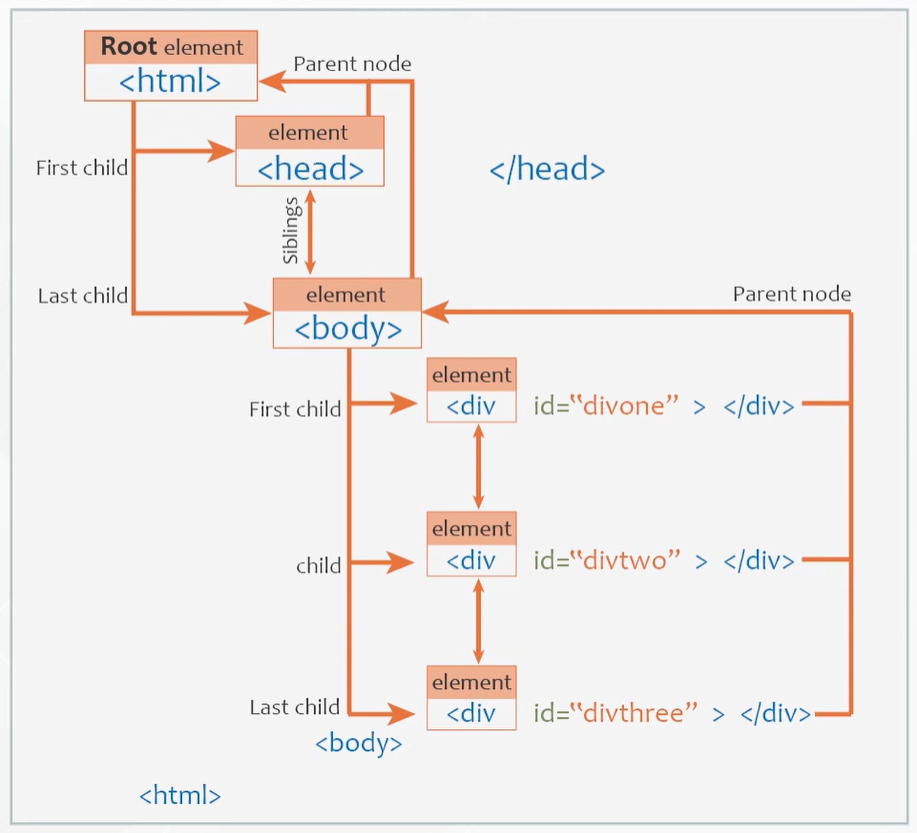 Root element
<html>
Parent node
element
First child
<head> </head>
Siblings
Last child
element
<body>
Parent node
element
First child
<div id=“divone” > </div>
element
child
<div id=“divtwo” > </div>
element
Last child
<div id=“divthree” > </div>
<body>
<html>